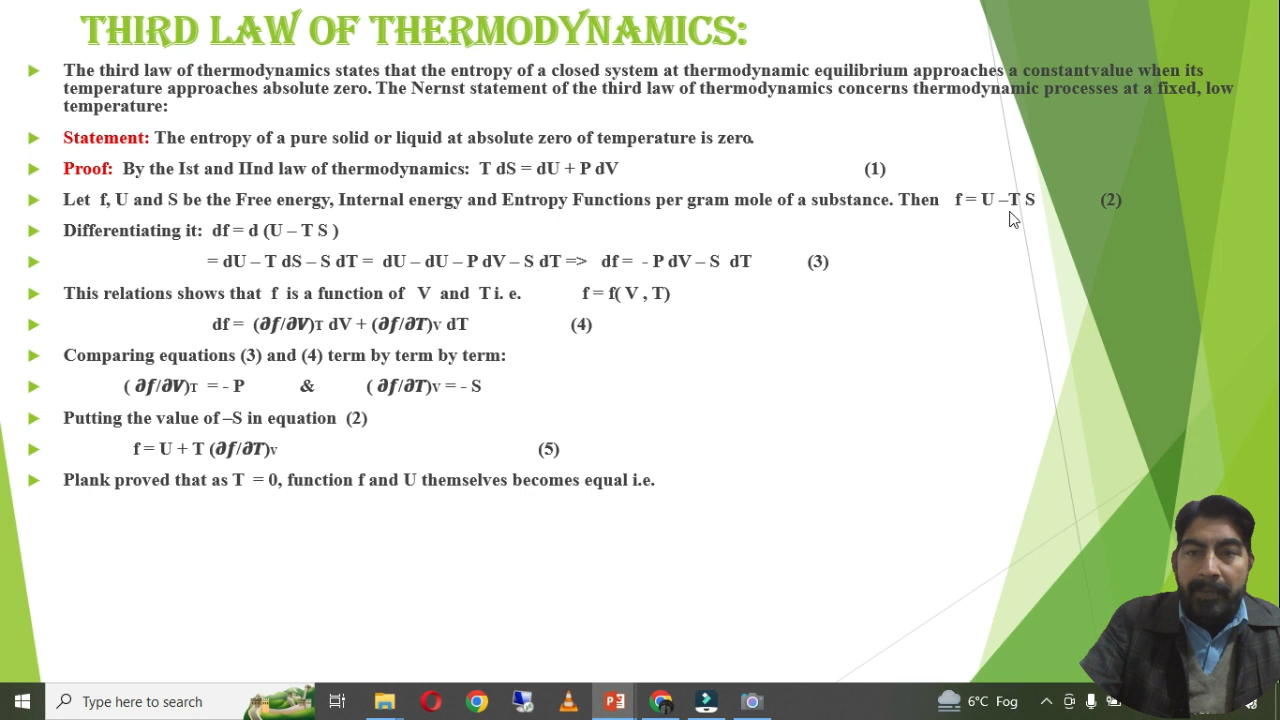 THIRD LAW OF THERMODYNAMICS:
The third law of thermodynamics states that the entropy of a closed system at thermodynamic equilibrium approaches a constantvalue when its
temperature approaches absolute zero. The Nernst statement of the third law of thermodynamics concerns thermodynamic processes at a fixed, low
temperature:
Statement: The entropy of a pure solid or liquid at absolute zero of temperature is zero.
Proof: By the Ist and IInd law of thermodynamics: T dS = dU + P dV (1)
Let f, U and S be the Free energy, Internal energy and Entropy Functions per gram mole of a substance. Then f = U –T S (2)
Differentiating it: df = d (U – T S )
= dU – T dS – S dT = dU – dU – P dV – S dT => df = - P dV – S dT (3)
This relations shows that f is a function of V and T i. e. f = f( V , T)
df = (∂f/∂V)T dV + (∂f/∂T)V dT (4)
Comparing equations (3) and (4) term by term by term:
( ∂f/∂V)T = - P & ( ∂f/∂T)V = - S
Putting the value of –S in equation (2)
f = U + T (∂f/∂T)V (5)
Plank proved that as T = 0, function f and U themselves becomes equal i.e.
Type here to search
6°C Fog